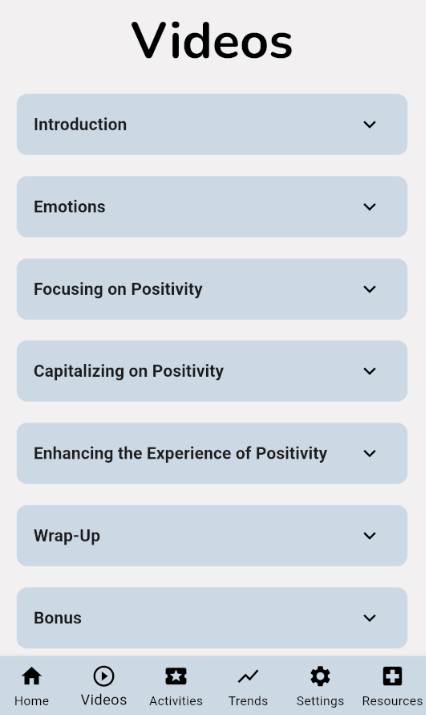 Videos
Introduction
Emotions
Focusing on Positivity
Capitalizing on Positivity
Enhancing the Experience of Positivity
Wrap-Up
Bonus
Home Videos Activities Trends Settings Resources